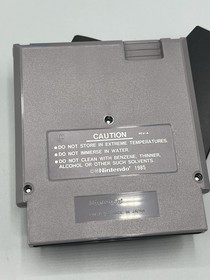 CAUTION
REV-A
●DO NOT STORE IN EXTREME TEMPERATURES.
●DO NOT IMMERSE IN WATER.
●DO NOT CLEAN WITH BENZENE, THINNER,
ALCOHOL OR OTHER SUCH SOLVENTS.
©Nintendo® 1985